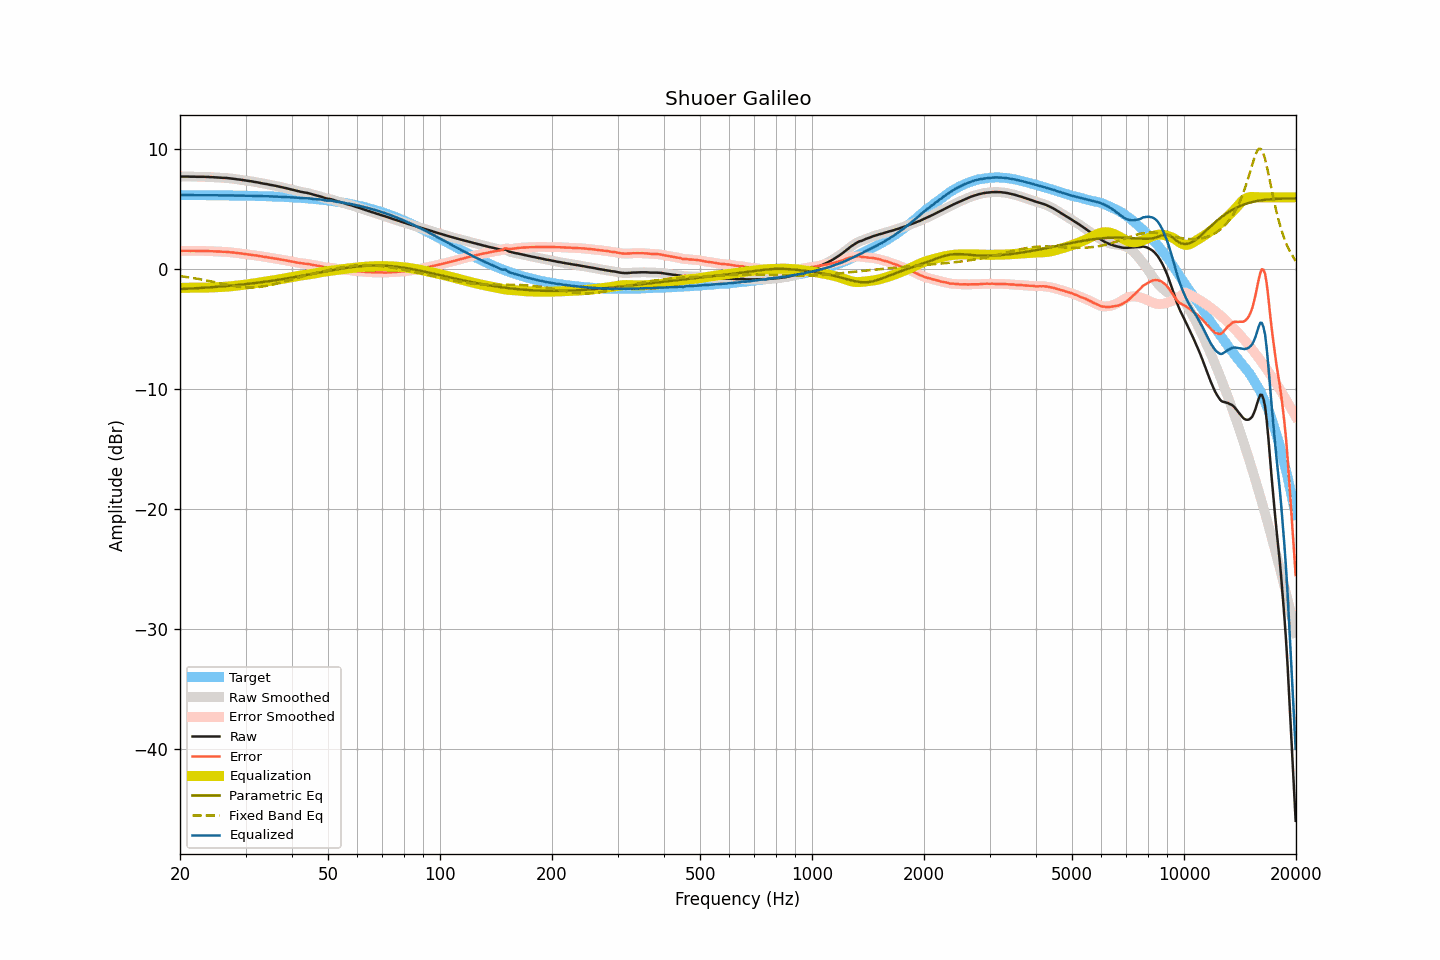 Shuoer Galileo
10
0
−10
−20
−30
−40
Amplitude (dBr)
Target
Raw Smoothed
Error Smoothed
Raw
Error
Equalization
Parametric Eq
Fixed Band Eq
Equalized
20 50 100 200 500 1000 2000 5000 10000 20000
Frequency (Hz)